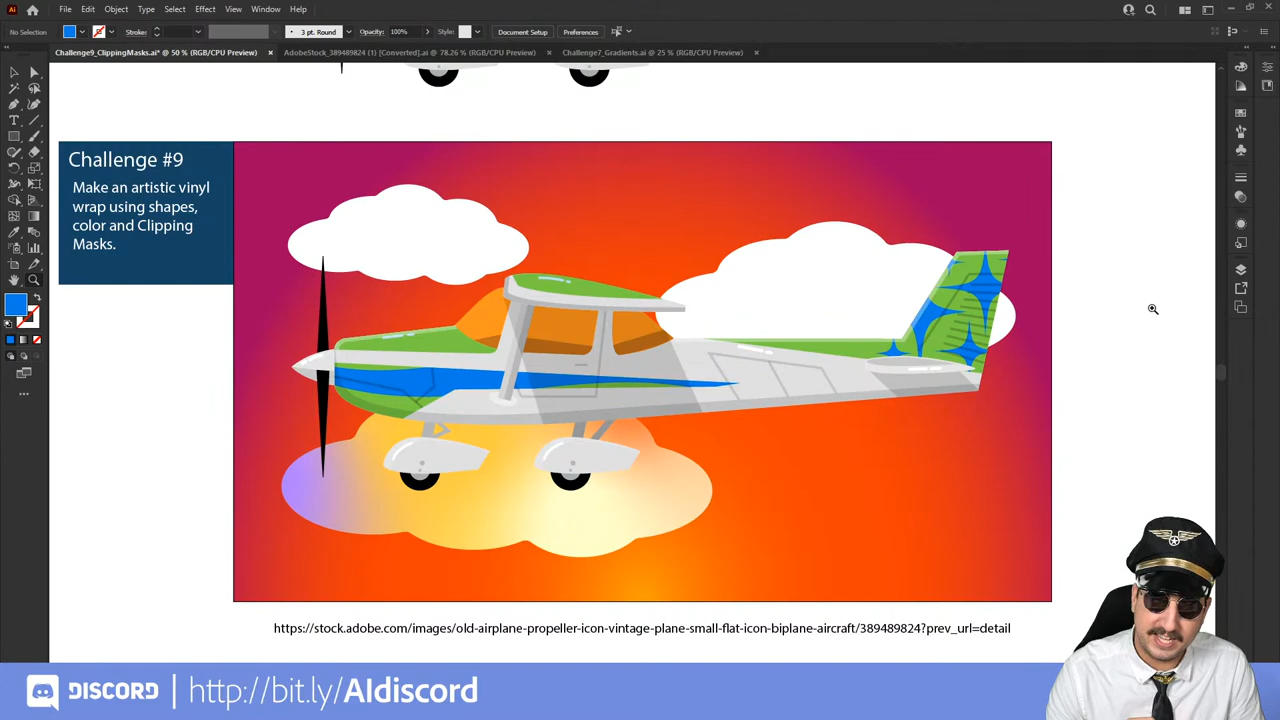 Ai
File
Edit
Object
Type
Select
Effect
View
Window
Help
No Selection
Stroke:
3 pt. Round
Opacity:
100%
Style:
Document Setup
Preferences
Challenge9_ClippingMasks.ai* @ 50 % (RGB/CPU Preview)
AdobeStock_389489824 (1) [Converted].ai @ 78.26 % (RGB/CPU Preview)
Challenge7_Gradients.ai @ 25 % (RGB/CPU Preview)
Challenge #9
Make an artistic vinyl
wrap using shapes,
color and Clipping
Masks.
https://stock.adobe.com/images/old-airplane-propeller-icon-vintage-plane-small-flat-icon-biplane-aircraft/389489824?prev_url=detail
DISCORD
http://bit.ly/AIdiscord